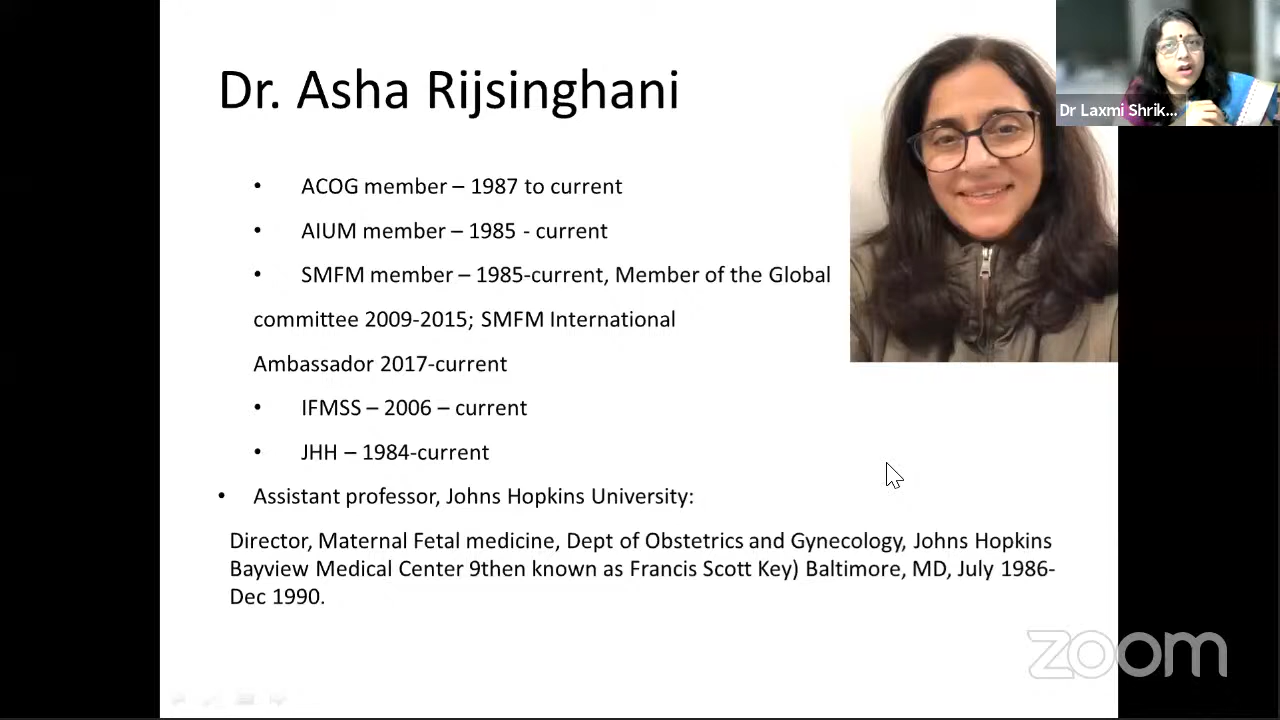 Dr. Asha Rijsinghani
Dr Laxmi Shrik...
• ACOG member – 1987 to current
• AIUM member – 1985 - current
• SMFM member – 1985-current, Member of the Global
committee 2009-2015; SMFM International
Ambassador 2017-current
• IFMSS – 2006 – current
• JHH – 1984-current
• Assistant professor, Johns Hopkins University:
Director, Maternal Fetal medicine, Dept of Obstetrics and Gynecology, Johns Hopkins
Bayview Medical Center 9then known as Francis Scott Key) Baltimore, MD, July 1986-
Dec 1990.
zoom